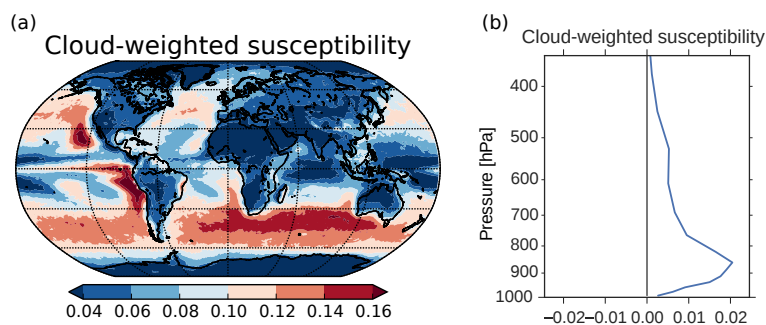 (a)
Cloud-weighted susceptibility
0.04 0.06 0.08 0.10 0.12 0.14 0.16
(b)
Cloud-weighted susceptibility
Pressure [hPa]
400
500
600
700
800
900
1000
−0.02 −0.01 0.00 0.01 0.02